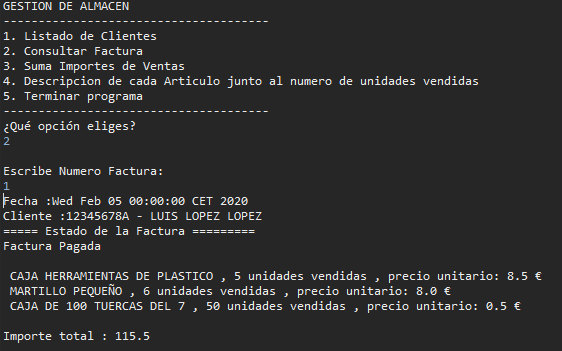 GESTION DE ALMACEN
--------------------------------------
1. Listado de Clientes
2. Consultar Factura
3. Suma Importes de Ventas
4. Descripcion de cada Articulo junto al numero de unidades vendidas
5. Terminar programa
--------------------------------------
¿Qué opción eliges?
2
Escribe Numero Factura:
1
Fecha :Wed Feb 05 00:00:00 CET 2020
Cliente :12345678A - LUIS LOPEZ LOPEZ
===== Estado de la Factura =========
Factura Pagada
CAJA HERRAMIENTAS DE PLASTICO , 5 unidades vendidas , precio unitario: 8.5 €
MARTILLO PEQUEÑO , 6 unidades vendidas , precio unitario: 8.0 €
CAJA DE 100 TUERCAS DEL 7 , 50 unidades vendidas , precio unitario: 0.5 €
Importe total : 115.5